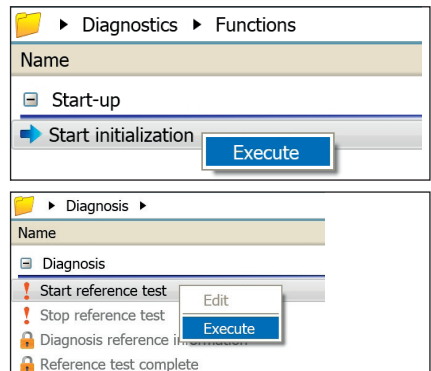 Diagnostics ▸ Functions
Name
Start-up
Start initialization
Execute
Diagnosis ▸
Name
Diagnosis
Start reference test
Edit
Stop reference test
Execute
Diagnosis reference information
Reference test complete